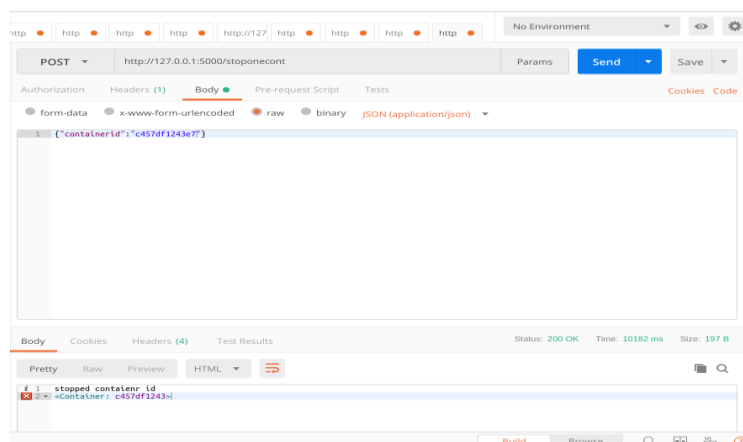 http http http http http://127 http http http http No Environment
POST http://127.0.0.1:5000/stoponecont Params Send Save
Authorization Headers (1) Body Pre-request Script Tests Cookies Code
form-data x-www-form-urlencoded raw binary JSON (application/json)
1 {"containerid":"c457df1243e7"}
Body Cookies Headers (4) Test Results Status: 200 OK Time: 10182 ms Size: 197 B
Pretty Raw Preview HTML
i 1 stopped contaienr id
2 <Container: c457df1243>
Build Browse